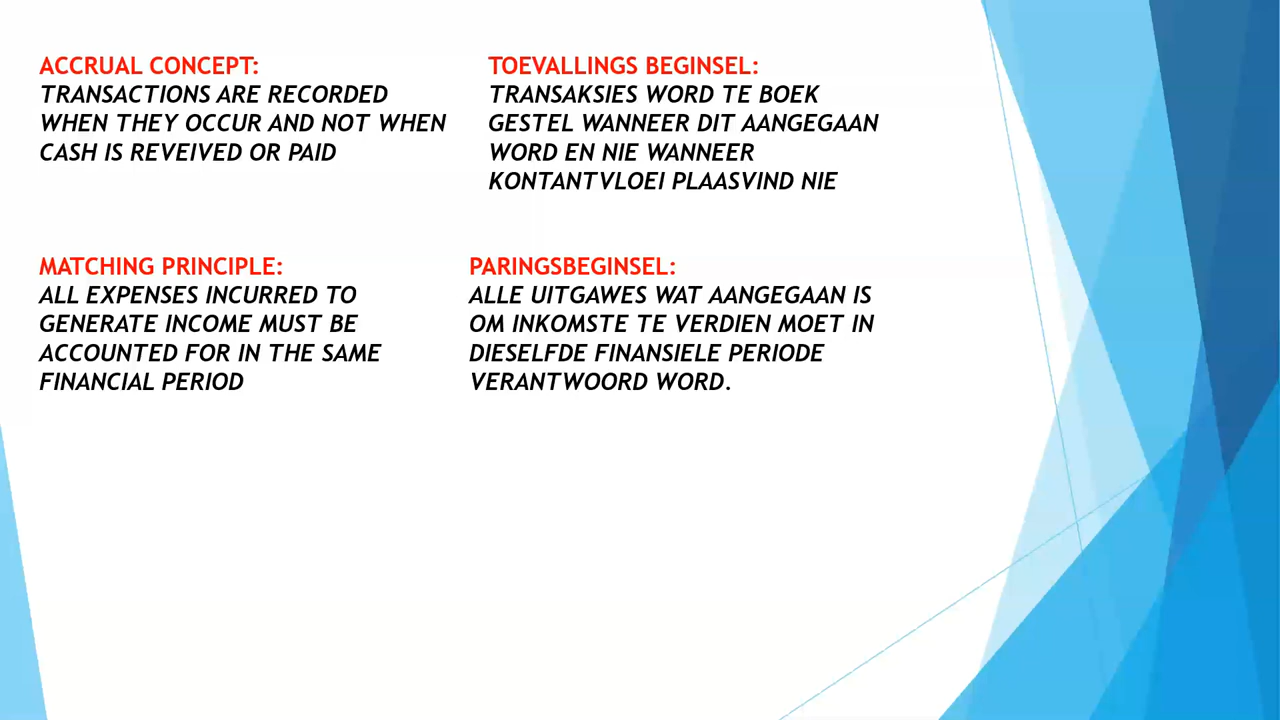 ACCRUAL CONCEPT:
TRANSACTIONS ARE RECORDED
WHEN THEY OCCUR AND NOT WHEN
CASH IS REVEIVED OR PAID
TOEVALLINGS BEGINSEL:
TRANSAKSIES WORD TE BOEK
GESTEL WANNEER DIT AANGEGAAN
WORD EN NIE WANNEER
KONTANTVLOEI PLAASVIND NIE
MATCHING PRINCIPLE:
ALL EXPENSES INCURRED TO
GENERATE INCOME MUST BE
ACCOUNTED FOR IN THE SAME
FINANCIAL PERIOD
PARINGSBEGINSEL:
ALLE UITGAWES WAT AANGEGAAN IS
OM INKOMSTE TE VERDIEN MOET IN
DIESELFDE FINANSIELE PERIODE
VERANTWOORD WORD.